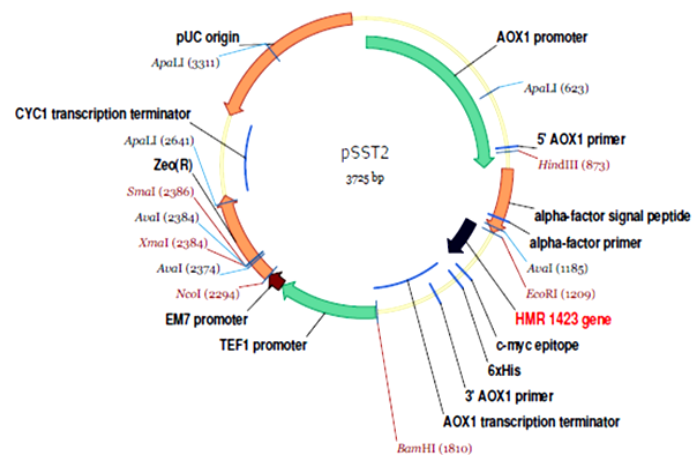 pUC origin
ApaLI (3311)
CYC1 transcription terminator
ApaLI (2641)
Zeo(R)
SmaI (2386)
AvaI (2384)
XmaI (2384)
AvaI (2374)
NcoI (2294)
EM7 promoter
TEF1 promoter
pSST2
3725 bp
AOX1 promoter
ApaLI (623)
5' AOX1 primer
HindIII (873)
alpha-factor signal peptide
alpha-factor primer
AvaI (1185)
EcoRI (1209)
HMR 1423 gene
c-myc epitope
6xHis
3' AOX1 primer
AOX1 transcription terminator
BamHI (1810)